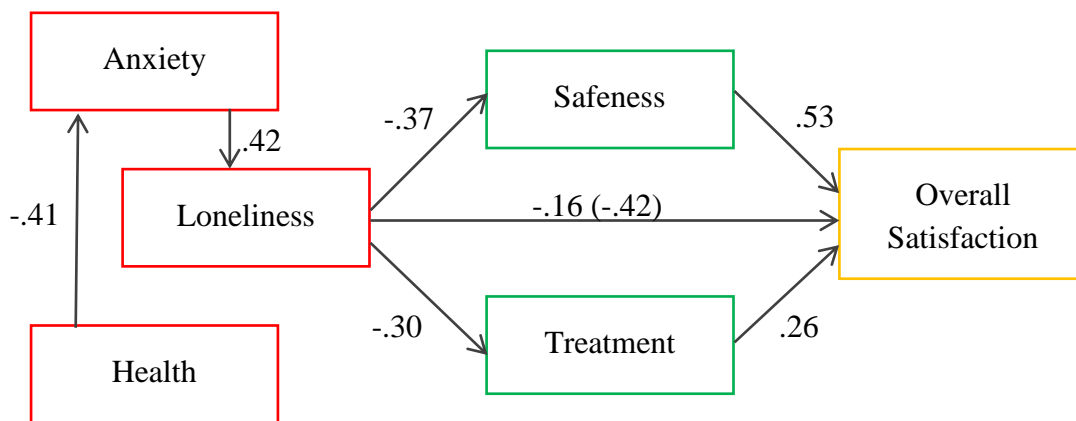 Anxiety
Safeness
-.37
.53
.42
-.41
Loneliness
-.16 (-.42)
Overall
Satisfaction
-.30
Treatment
.26
Health